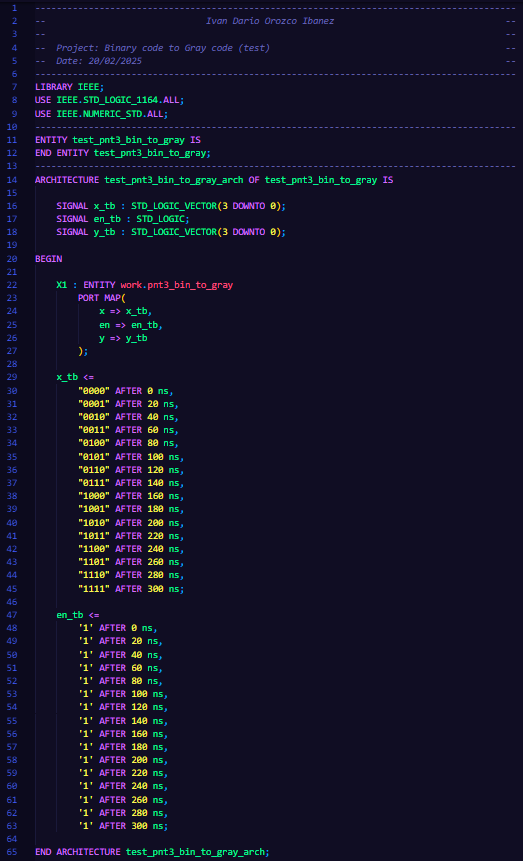 1 ------------------------------------------------------------------------------------------
2 -- Ivan Dario Orozco Ibanez --
3 -- --
4 -- Project: Binary code to Gray code (test) --
5 -- Date: 20/02/2025 --
6 ------------------------------------------------------------------------------------------
7 LIBRARY IEEE;
8 USE IEEE.STD_LOGIC_1164.ALL;
9 USE IEEE.NUMERIC_STD.ALL;
10 ------------------------------------------------------------------------------------------
11 ENTITY test_pnt3_bin_to_gray IS
12 END ENTITY test_pnt3_bin_to_gray;
13 ------------------------------------------------------------------------------------------
14 ARCHITECTURE test_pnt3_bin_to_gray_arch OF test_pnt3_bin_to_gray IS
15
16 SIGNAL x_tb : STD_LOGIC_VECTOR(3 DOWNTO 0);
17 SIGNAL en_tb : STD_LOGIC;
18 SIGNAL y_tb : STD_LOGIC_VECTOR(3 DOWNTO 0);
19
20 BEGIN
21
22 X1 : ENTITY work.pnt3_bin_to_gray
23 PORT MAP(
24 x => x_tb,
25 en => en_tb,
26 y => y_tb
27 );
28
29 x_tb <=
30 "0000" AFTER 0 ns,
31 "0001" AFTER 20 ns,
32 "0010" AFTER 40 ns,
33 "0011" AFTER 60 ns,
34 "0100" AFTER 80 ns,
35 "0101" AFTER 100 ns,
36 "0110" AFTER 120 ns,
37 "0111" AFTER 140 ns,
38 "1000" AFTER 160 ns,
39 "1001" AFTER 180 ns,
40 "1010" AFTER 200 ns,
41 "1011" AFTER 220 ns,
42 "1100" AFTER 240 ns,
43 "1101" AFTER 260 ns,
44 "1110" AFTER 280 ns,
45 "1111" AFTER 300 ns;
46
47 en_tb <=
48 '1' AFTER 0 ns,
49 '1' AFTER 20 ns,
50 '1' AFTER 40 ns,
51 '1' AFTER 60 ns,
52 '1' AFTER 80 ns,
53 '1' AFTER 100 ns,
54 '1' AFTER 120 ns,
55 '1' AFTER 140 ns,
56 '1' AFTER 160 ns,
57 '1' AFTER 180 ns,
58 '1' AFTER 200 ns,
59 '1' AFTER 220 ns,
60 '1' AFTER 240 ns,
61 '1' AFTER 260 ns,
62 '1' AFTER 280 ns,
63 '1' AFTER 300 ns;
64
65 END ARCHITECTURE test_pnt3_bin_to_gray_arch;